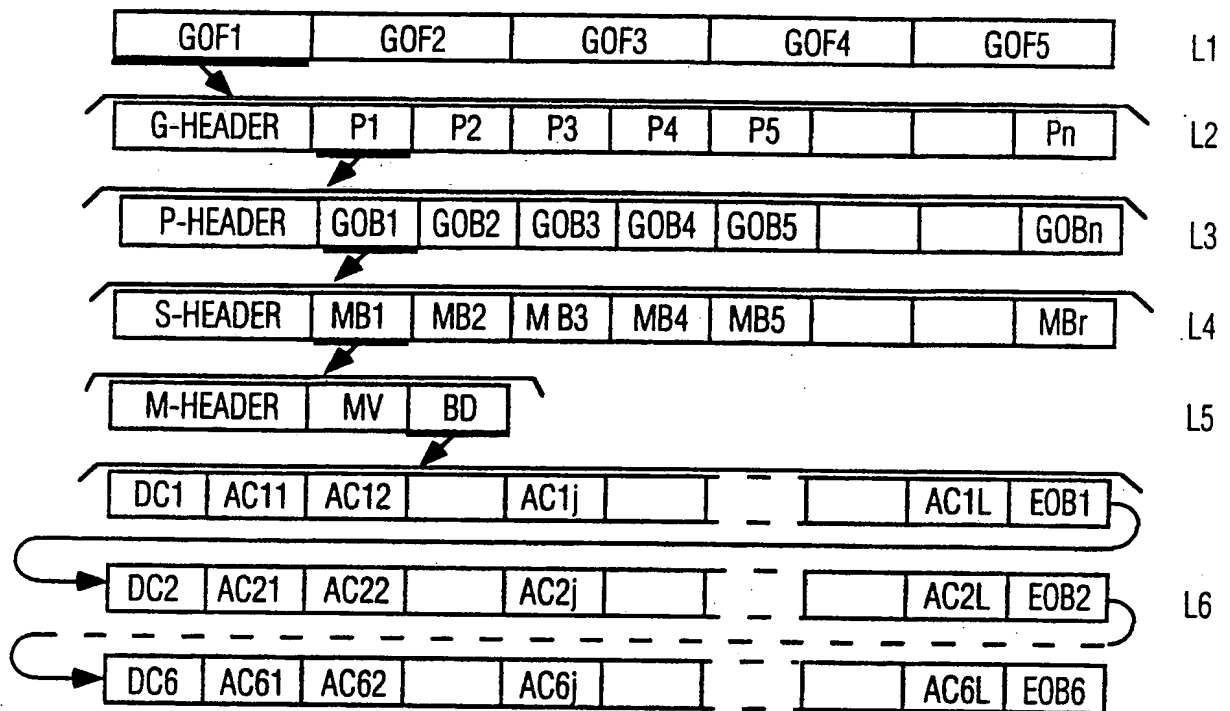 GOF1 GOF2 GOF3 GOF4 GOF5 L1
G-HEADER P1 P2 P3 P4 P5 Pn L2
P-HEADER GOB1 GOB2 GOB3 GOB4 GOB5 GOBn L3
S-HEADER MB1 MB2 M B3 MB4 MB5 MBr L4
M-HEADER MV BD L5
DC1 AC11 AC12 AC1j AC1L EOB1
DC2 AC21 AC22 AC2j AC2L EOB2 L6
DC6 AC61 AC62 AC6j AC6L EOB6